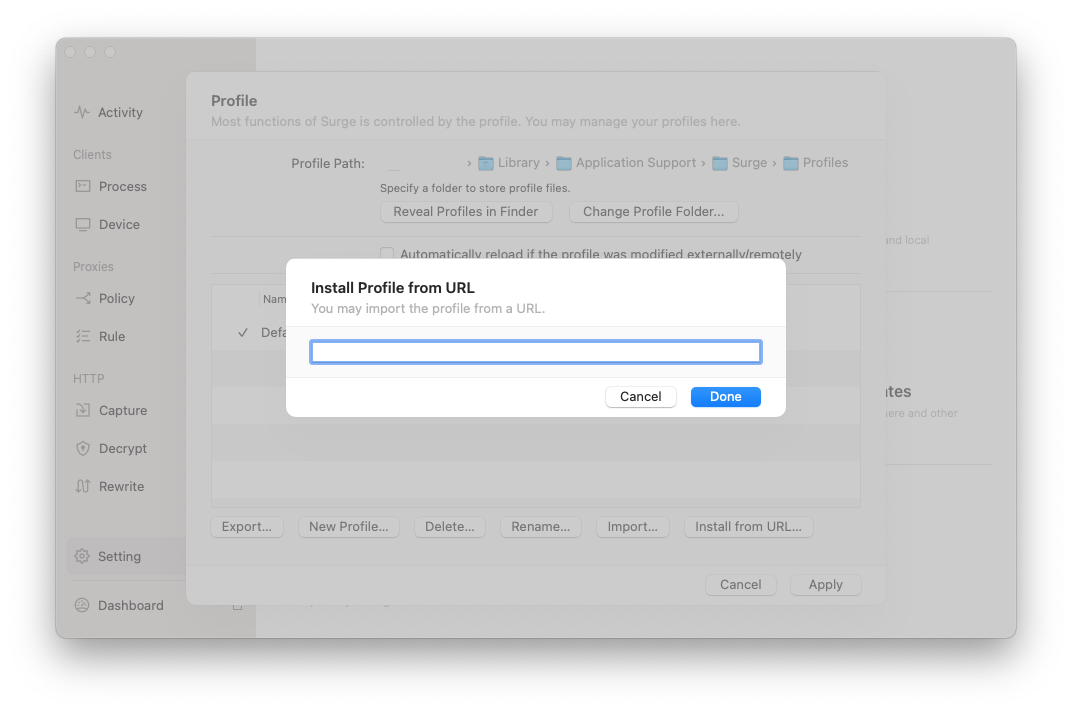 Activity
Clients
Process
Device
Proxies
Policy
Rule
HTTP
Capture
Decrypt
Rewrite
Setting
Dashboard
Profile
Most functions of Surge is controlled by the profile. You may manage your profiles here.
Profile Path: › Library › Application Support › Surge › Profiles
Specify a folder to store profile files.
Reveal Profiles in Finder Change Profile Folder...
Automatically reload if the profile was modified externally/remotely
Install Profile from URL
You may import the profile from a URL.
Cancel Done
Export... New Profile... Delete... Rename... Import... Install from URL...
Cancel Apply
and local
and other